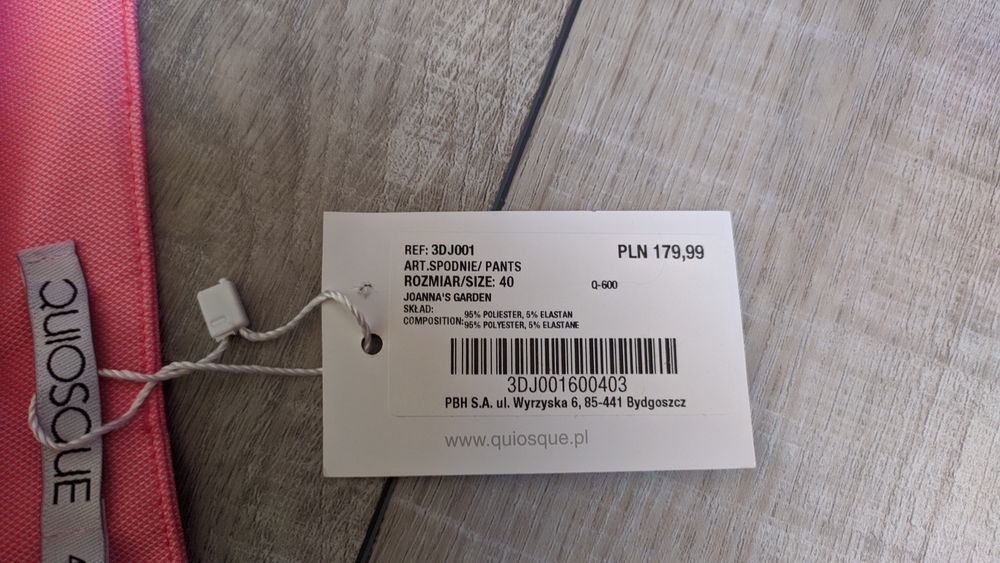 QUIOSQUE
REF: 3DJ001
PLN 179,99
ART.SPODNIE/ PANTS
ROZMIAR/SIZE: 40
Q-600
JOANNA'S GARDEN
SKŁAD: 95% POLIESTER, 5% ELASTAN
COMPOSITION: 95% POLYESTER, 5% ELASTANE
3DJ001600403
PBH S.A. ul. Wyrzyska 6, 85-441 Bydgoszcz
www.quiosque.pl